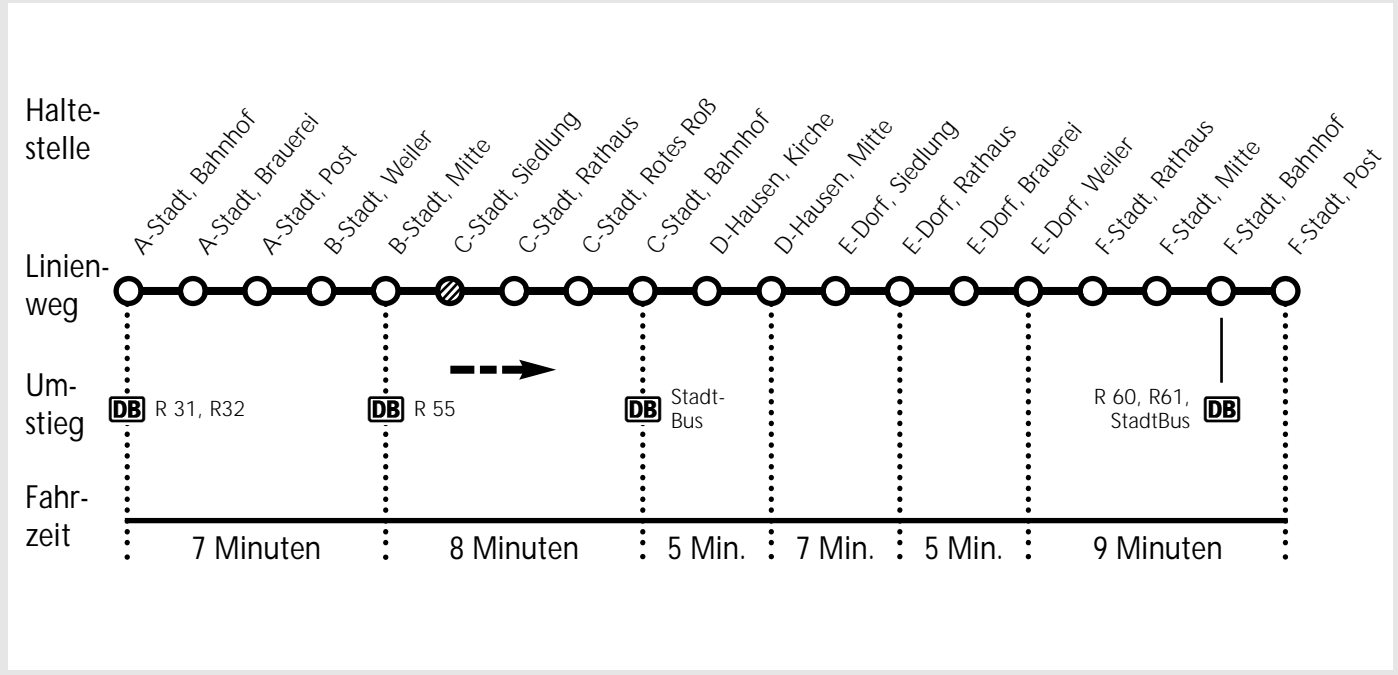 Halte-
stelle
A-Stadt, Bahnhof
A-Stadt, Brauerei
A-Stadt, Post
B-Stadt, Weiler
B-Stadt, Mitte
C-Stadt, Siedlung
C-Stadt, Rathaus
C-Stadt, Rotes Roß
C-Stadt, Bahnhof
D-Hausen, Kirche
D-Hausen, Mitte
E-Dorf, Siedlung
E-Dorf, Rathaus
E-Dorf, Brauerei
E-Dorf, Weiler
F-Stadt, Rathaus
F-Stadt, Mitte
F-Stadt, Bahnhof
F-Stadt, Post
Linien-
weg
Um-
stieg
DB R 31, R32
DB R 55
DB Stadt-
Bus
R 60, R61,
StadtBus DB
Fahr-
zeit
7 Minuten
8 Minuten
5 Min.
7 Min.
5 Min.
9 Minuten